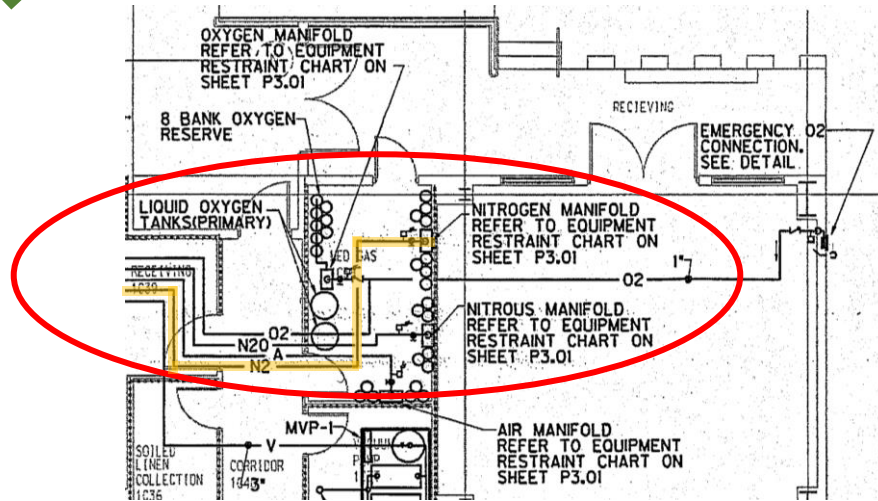 OXYGEN MANIFOLD
REFER TO EQUIPMENT
RESTRAINT CHART ON
SHEET P3.01
8 BANK OXYGEN
RESERVE
RECIEVING
EMERGENCY O2
CONNECTION.
SEE DETAIL
LIQUID OXYGEN
TANKS(PRIMARY)
NITROGEN MANIFOLD
REFER TO EQUIPMENT
RESTRAINT CHART ON
SHEET P3.01
GAS
RECEIVING
1C39
1"
O2
NITROUS MANIFOLD
REFER TO EQUIPMENT
RESTRAINT CHART ON
SHEET P3.01
O2
N2O
A
N2
MVP-1
AIR MANIFOLD
REFER TO EQUIPMENT
RESTRAINT CHART ON
SHEET P3.01
V
SOILED
LINEN
COLLECTION
1C36
CORRIDOR
3"